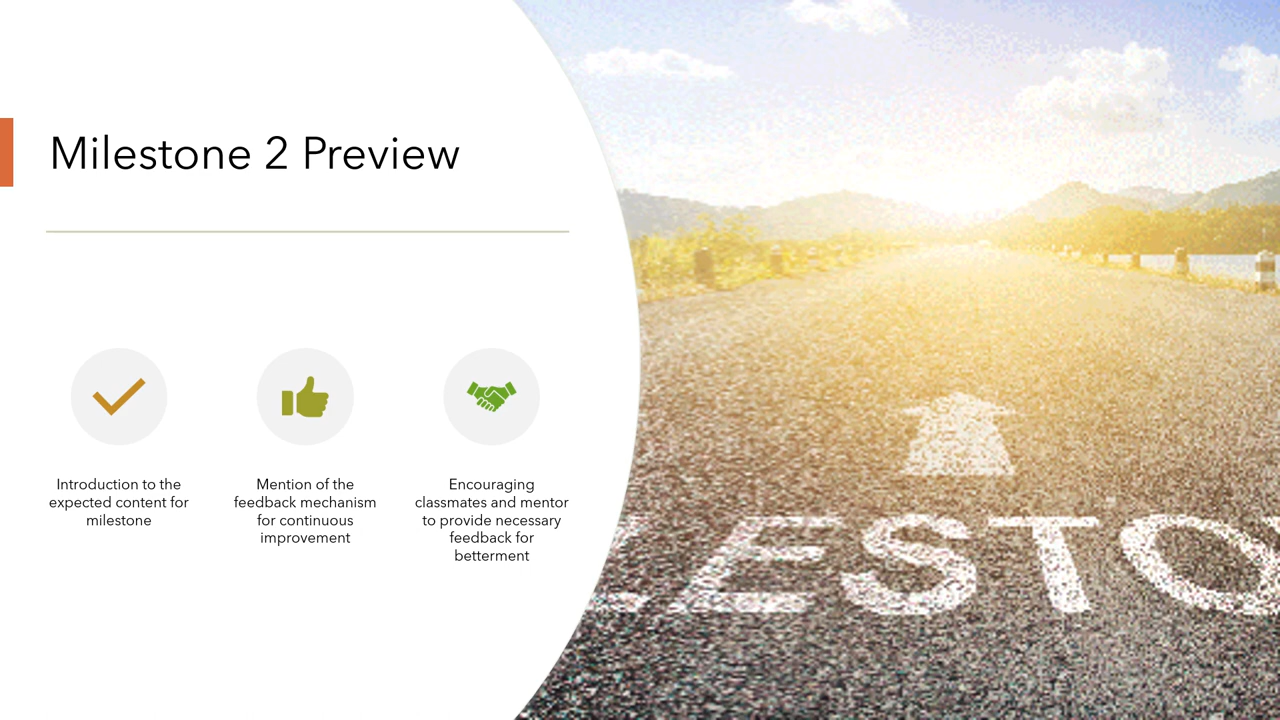 Milestone 2 Preview
Introduction to the
expected content for
milestone
Mention of the
feedback mechanism
for continuous
improvement
Encouraging
classmates and mentor
to provide necessary
feedback for
betterment
LESTO